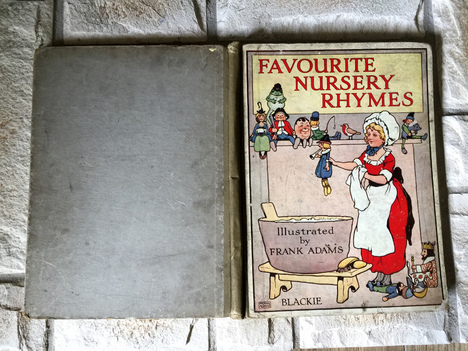 FAVOURITE
NURSERY
RHYMES
Illustrated
by
FRANK ADAMS
BLACKIE